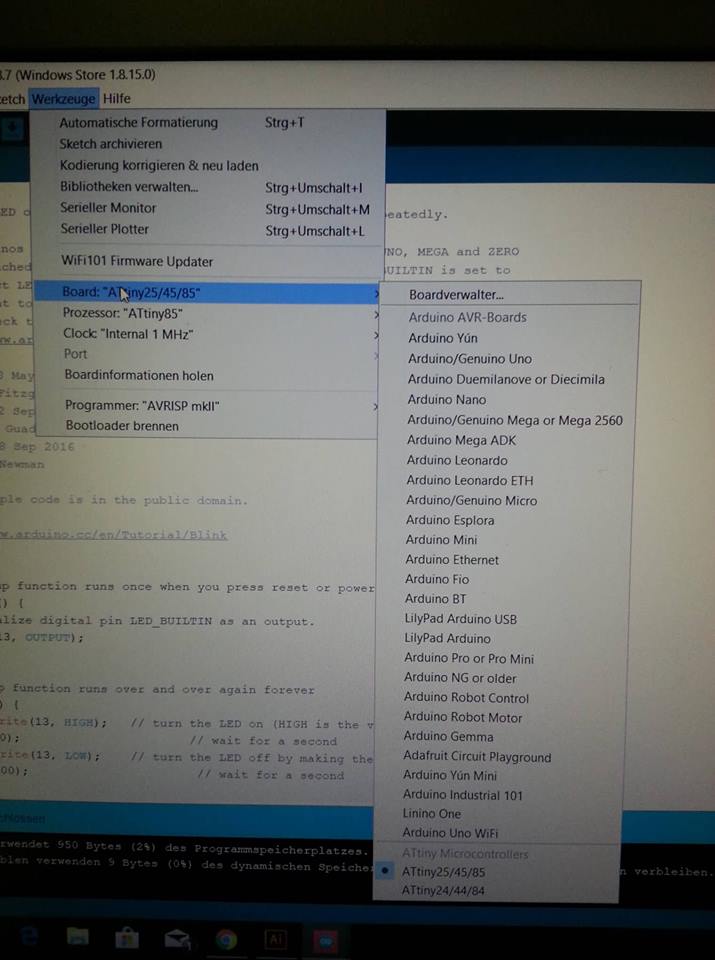 3.7 (Windows Store 1.8.15.0)
etch Werkzeuge Hilfe
Automatische Formatierung Strg+T
Sketch archivieren
Kodierung korrigieren & neu laden
Bibliotheken verwalten... Strg+Umschalt+I
Serieller Monitor Strg+Umschalt+M
Serieller Plotter Strg+Umschalt+L
WiFi101 Firmware Updater
Board: "ATtiny25/45/85"
Prozessor: "ATtiny85"
Clock: "Internal 1 MHz"
Port
Boardinformationen holen
Programmer: "AVRISP mkII"
Bootloader brennen
Boardverwalter...
Arduino AVR-Boards
Arduino Yún
Arduino/Genuino Uno
Arduino Duemilanove or Diecimila
Arduino Nano
Arduino/Genuino Mega or Mega 2560
Arduino Mega ADK
Arduino Leonardo
Arduino Leonardo ETH
Arduino/Genuino Micro
Arduino Esplora
Arduino Mini
Arduino Ethernet
Arduino Fio
Arduino BT
LilyPad Arduino USB
LilyPad Arduino
Arduino Pro or Pro Mini
Arduino NG or older
Arduino Robot Control
Arduino Robot Motor
Arduino Gemma
Adafruit Circuit Playground
Arduino Yún Mini
Arduino Industrial 101
Linino One
Arduino Uno WiFi
ATtiny Microcontrollers
ATtiny25/45/85
ATtiny24/44/84
ED o
eatedly.
nos
NO, MEGA and ZERO
ched
UILTIN is set to
t LE
t to
ck t
w.ar
3 May
Fitzg
2 Sep
Guad
8 Sep 2016
Newman
ple code is in the public domain.
w.arduino.cc/en/Tutorial/Blink
p function runs once when you press reset or power
() {
alize digital pin LED_BUILTIN as an output.
13, OUTPUT);
p function runs over and over again forever
) {
rite(13, HIGH); // turn the LED on (HIGH is the v
0); // wait for a second
rite(13, LOW); // turn the LED off by making the
00); // wait for a second
chlossen
rwendet 950 Bytes (2%) des Programmspeicherplatzes.
blen verwenden 9 Bytes (0%) des dynamischen Speiche n verbleiben.
Ai